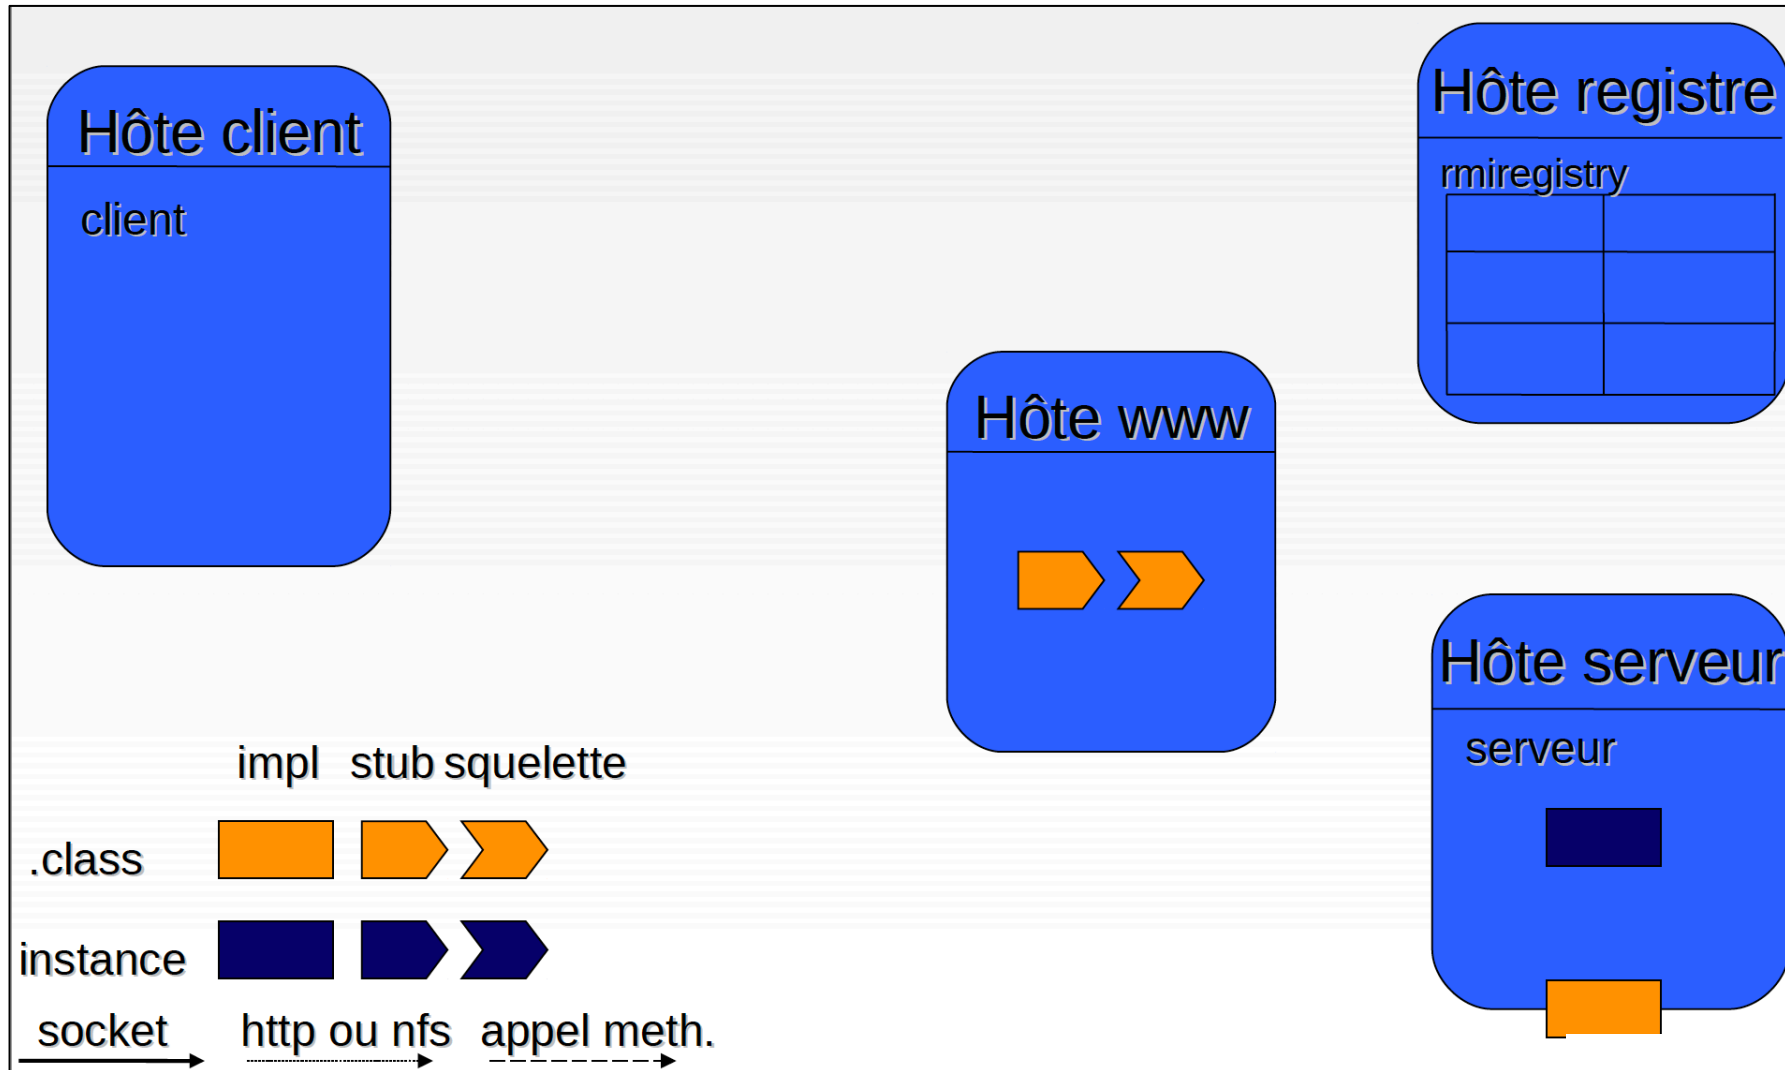 Hôte client
client
Hôte registre
rmiregistry
Hôte www
Hôte serveur
serveur
impl stub squelette
.class
instance
socket http ou nfs appel meth.